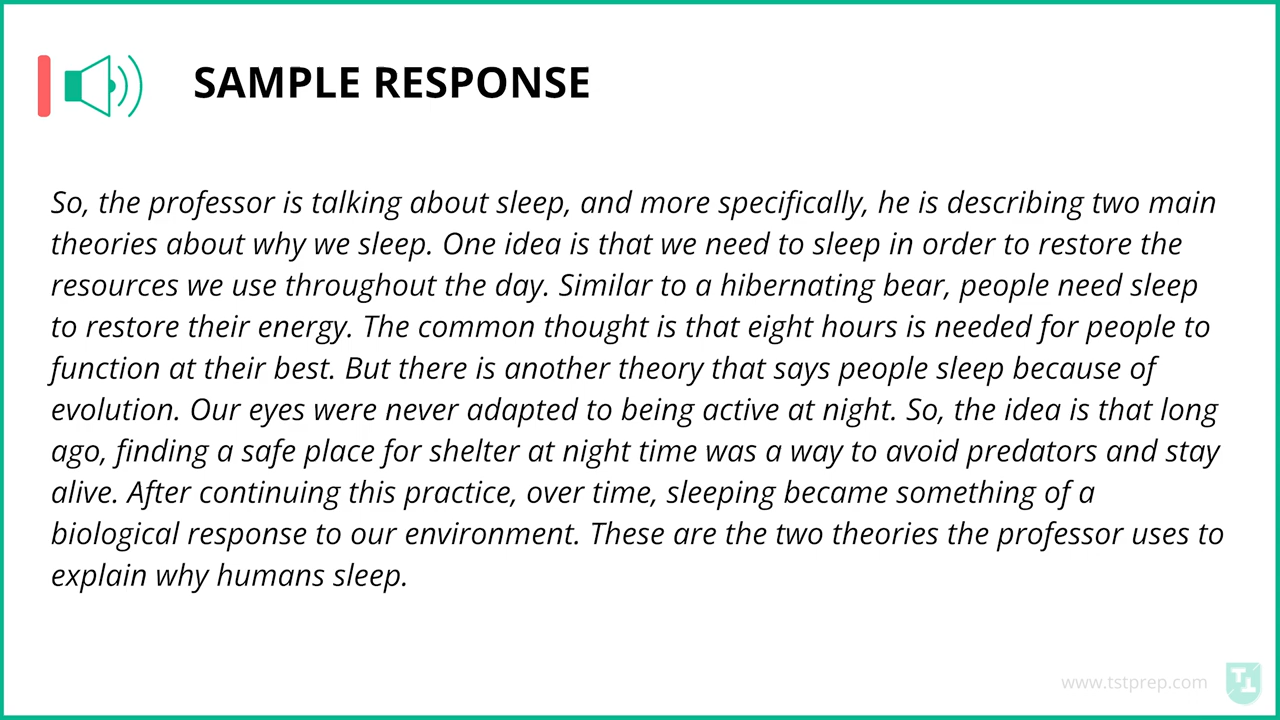 SAMPLE RESPONSE
So, the professor is talking about sleep, and more specifically, he is describing two main
theories about why we sleep. One idea is that we need to sleep in order to restore the
resources we use throughout the day. Similar to a hibernating bear, people need sleep
to restore their energy. The common thought is that eight hours is needed for people to
function at their best. But there is another theory that says people sleep because of
evolution. Our eyes were never adapted to being active at night. So, the idea is that long
ago, finding a safe place for shelter at night time was a way to avoid predators and stay
alive. After continuing this practice, over time, sleeping became something of a
biological response to our environment. These are the two theories the professor uses to
explain why humans sleep.
www.tstprep.com